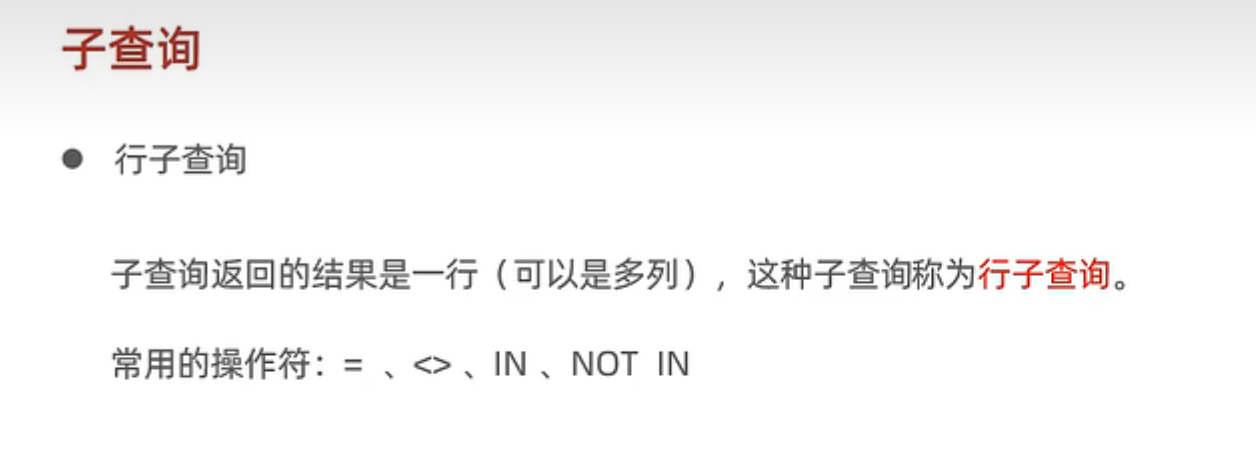 子查询
行子查询
子查询返回的结果是一行（可以是多列），这种子查询称为行子查询。
常用的操作符：= 、<> 、IN 、NOT IN